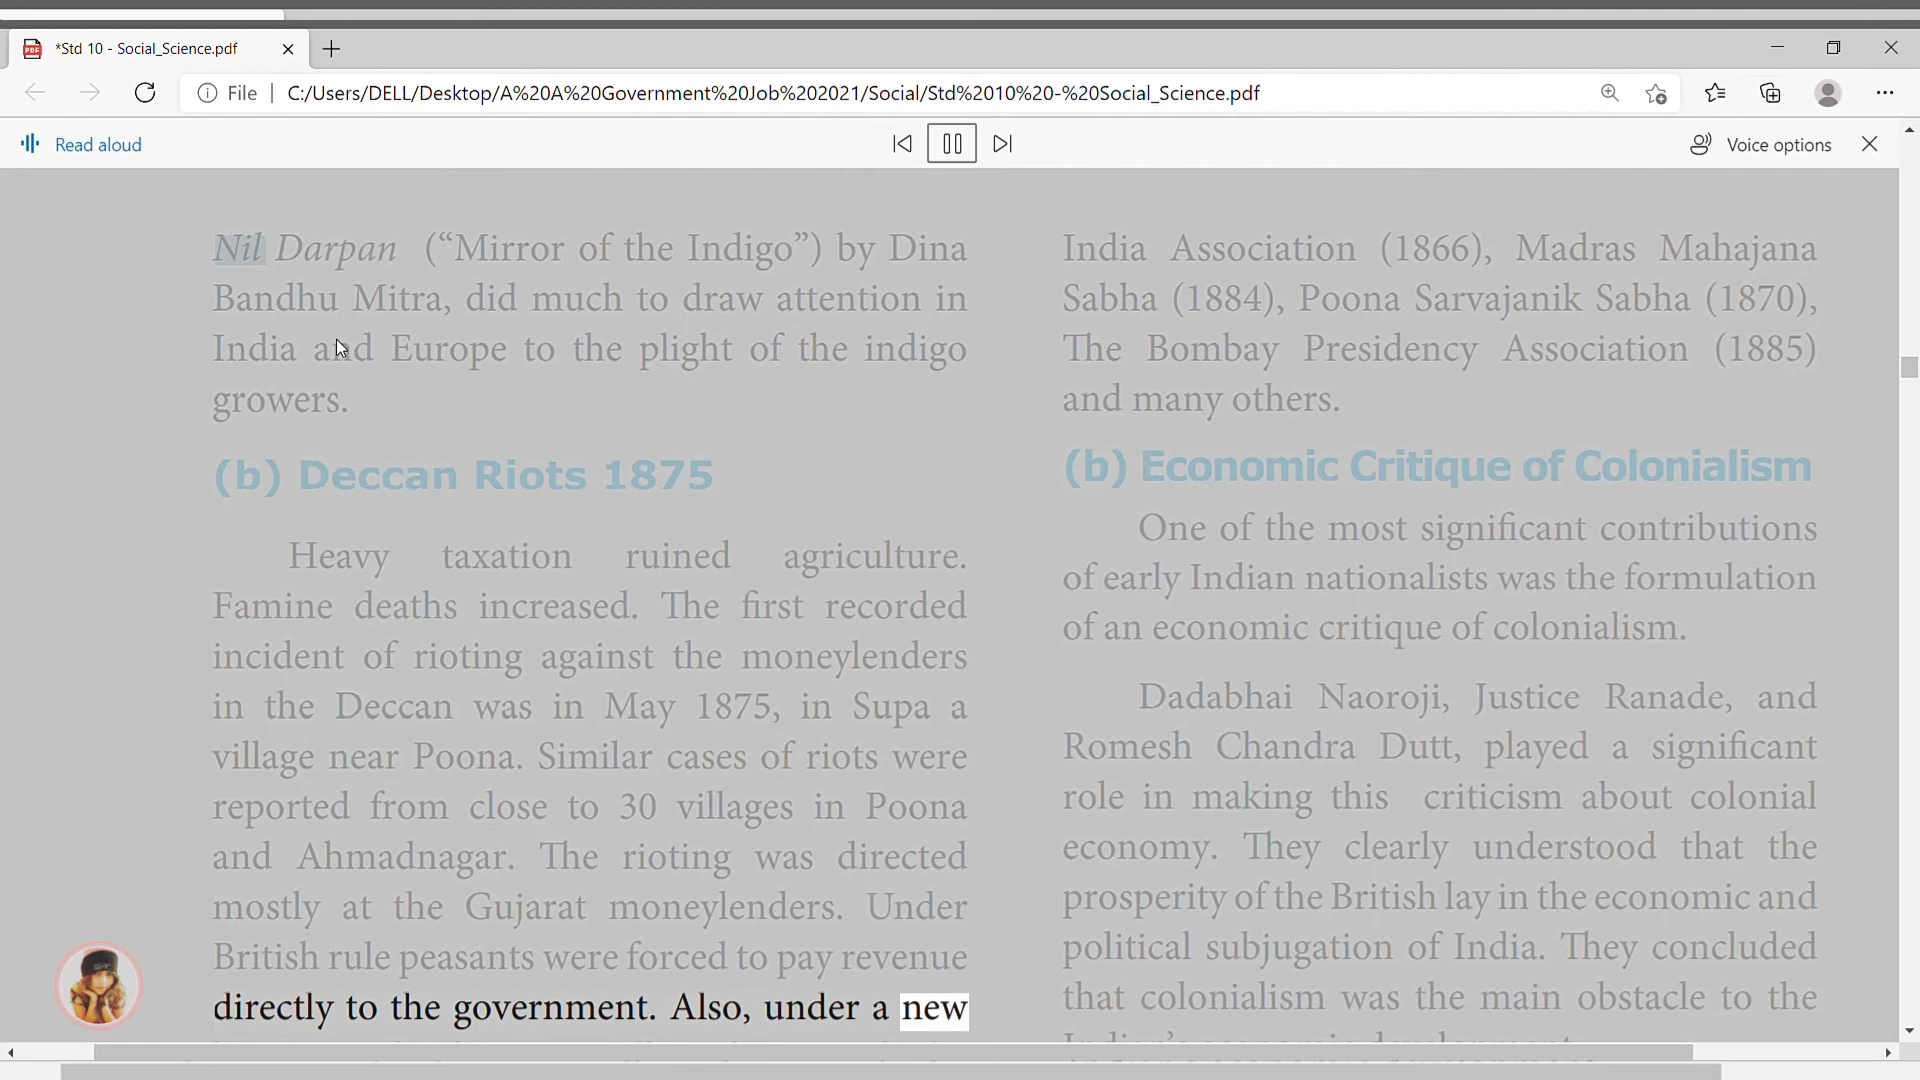 *Std 10 - Social_Science.pdf
File
C:/Users/DELL/Desktop/A%20A%20Government%20Job%202021/Social/Std%2010%20-%20Social_Science.pdf
Read aloud
Voice options
Nil Darpan (“Mirror of the Indigo”) by Dina
Bandhu Mitra, did much to draw attention in
India and Europe to the plight of the indigo
growers.
(b) Deccan Riots 1875
Heavy taxation ruined agriculture.
Famine deaths increased. The first recorded
incident of rioting against the moneylenders
in the Deccan was in May 1875, in Supa a
village near Poona. Similar cases of riots were
reported from close to 30 villages in Poona
and Ahmadnagar. The rioting was directed
mostly at the Gujarat moneylenders. Under
British rule peasants were forced to pay revenue
directly to the government. Also, under a new
India Association (1866), Madras Mahajana
Sabha (1884), Poona Sarvajanik Sabha (1870),
The Bombay Presidency Association (1885)
and many others.
(b) Economic Critique of Colonialism
One of the most significant contributions
of early Indian nationalists was the formulation
of an economic critique of colonialism.
Dadabhai Naoroji, Justice Ranade, and
Romesh Chandra Dutt, played a significant
role in making this criticism about colonial
economy. They clearly understood that the
prosperity of the British lay in the economic and
political subjugation of India. They concluded
that colonialism was the main obstacle to the